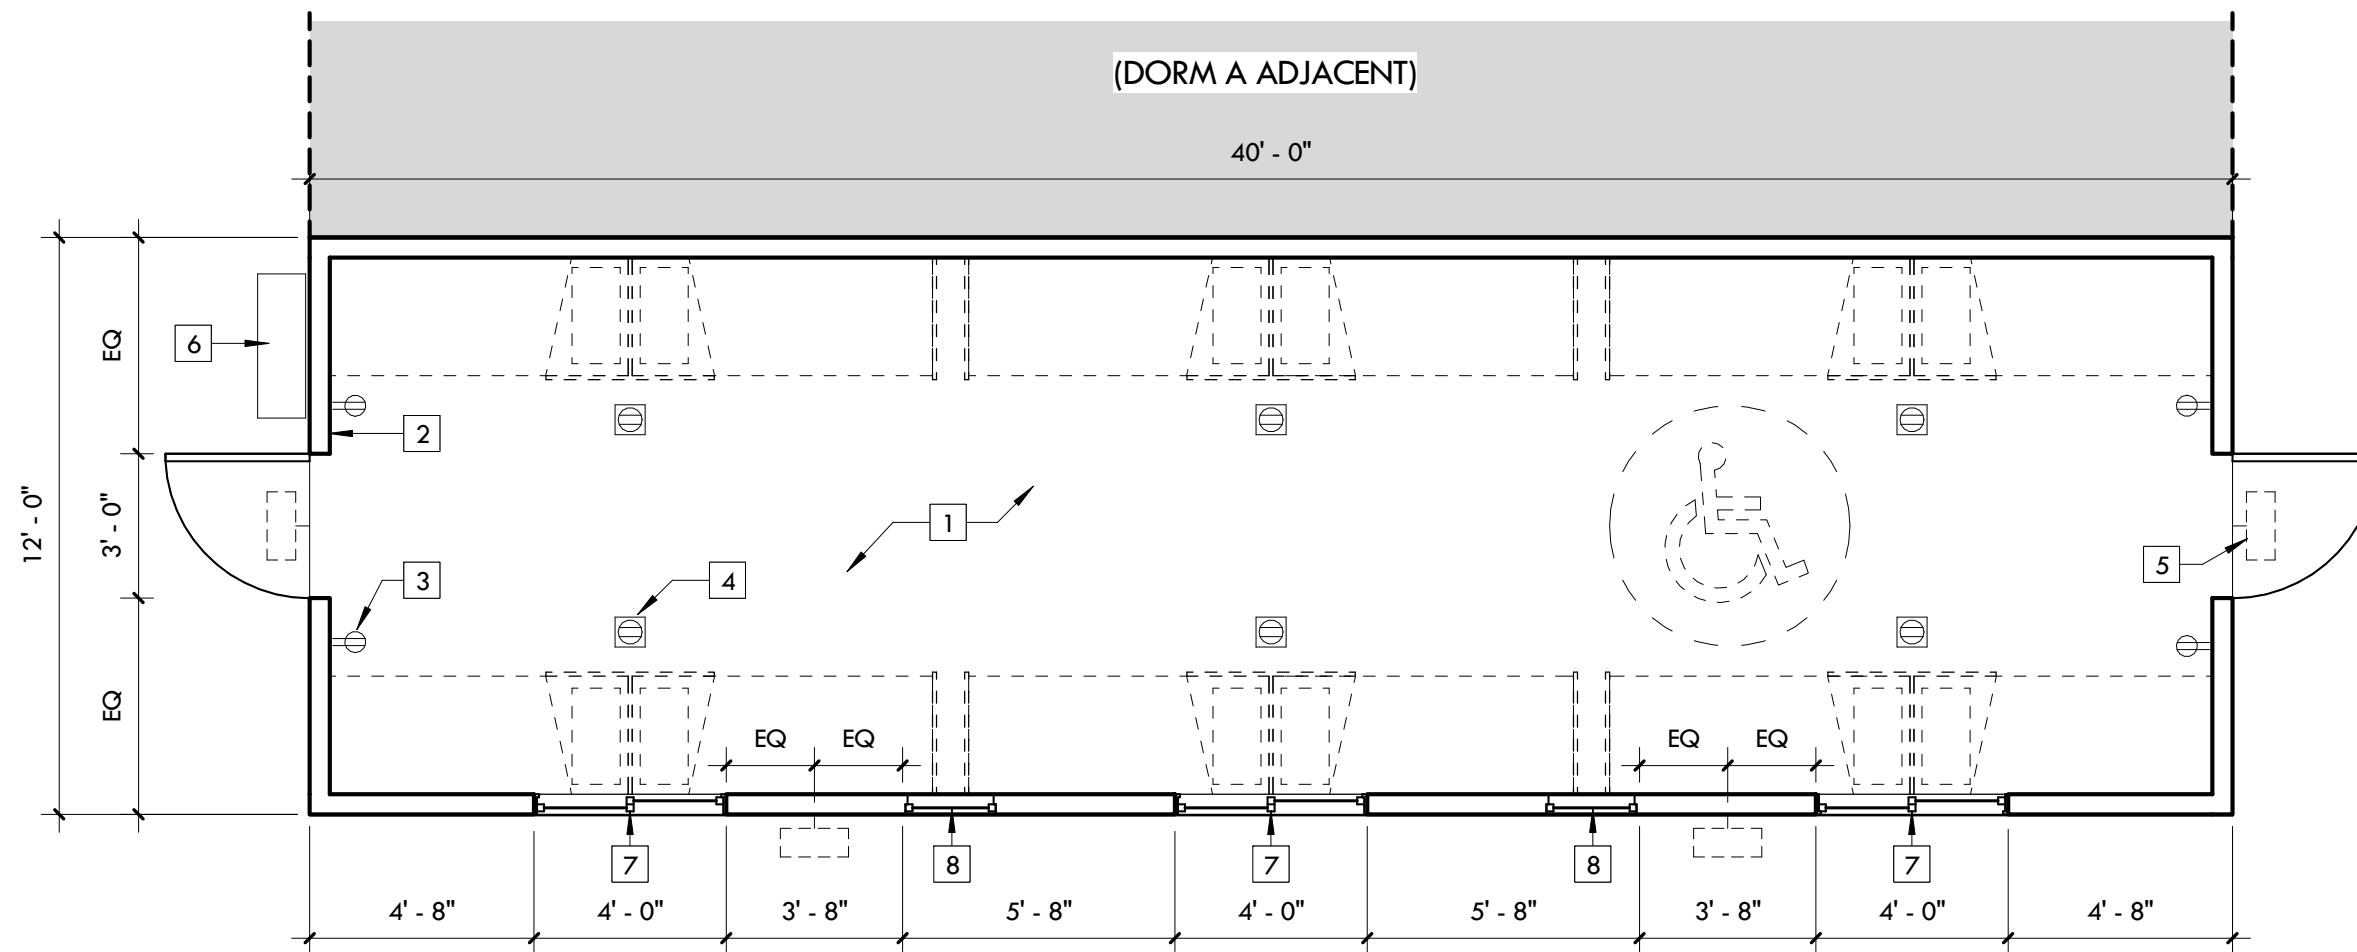 (DORM A ADJACENT)
40' - 0"
EQ
6
2
12' - 0"
3' - 0"
1
3
4
5
EQ
EQ
EQ
EQ
EQ
7
8
7
8
7
4' - 8"
4' - 0"
3' - 8"
5' - 8"
4' - 0"
5' - 8"
3' - 8"
4' - 0"
4' - 8"